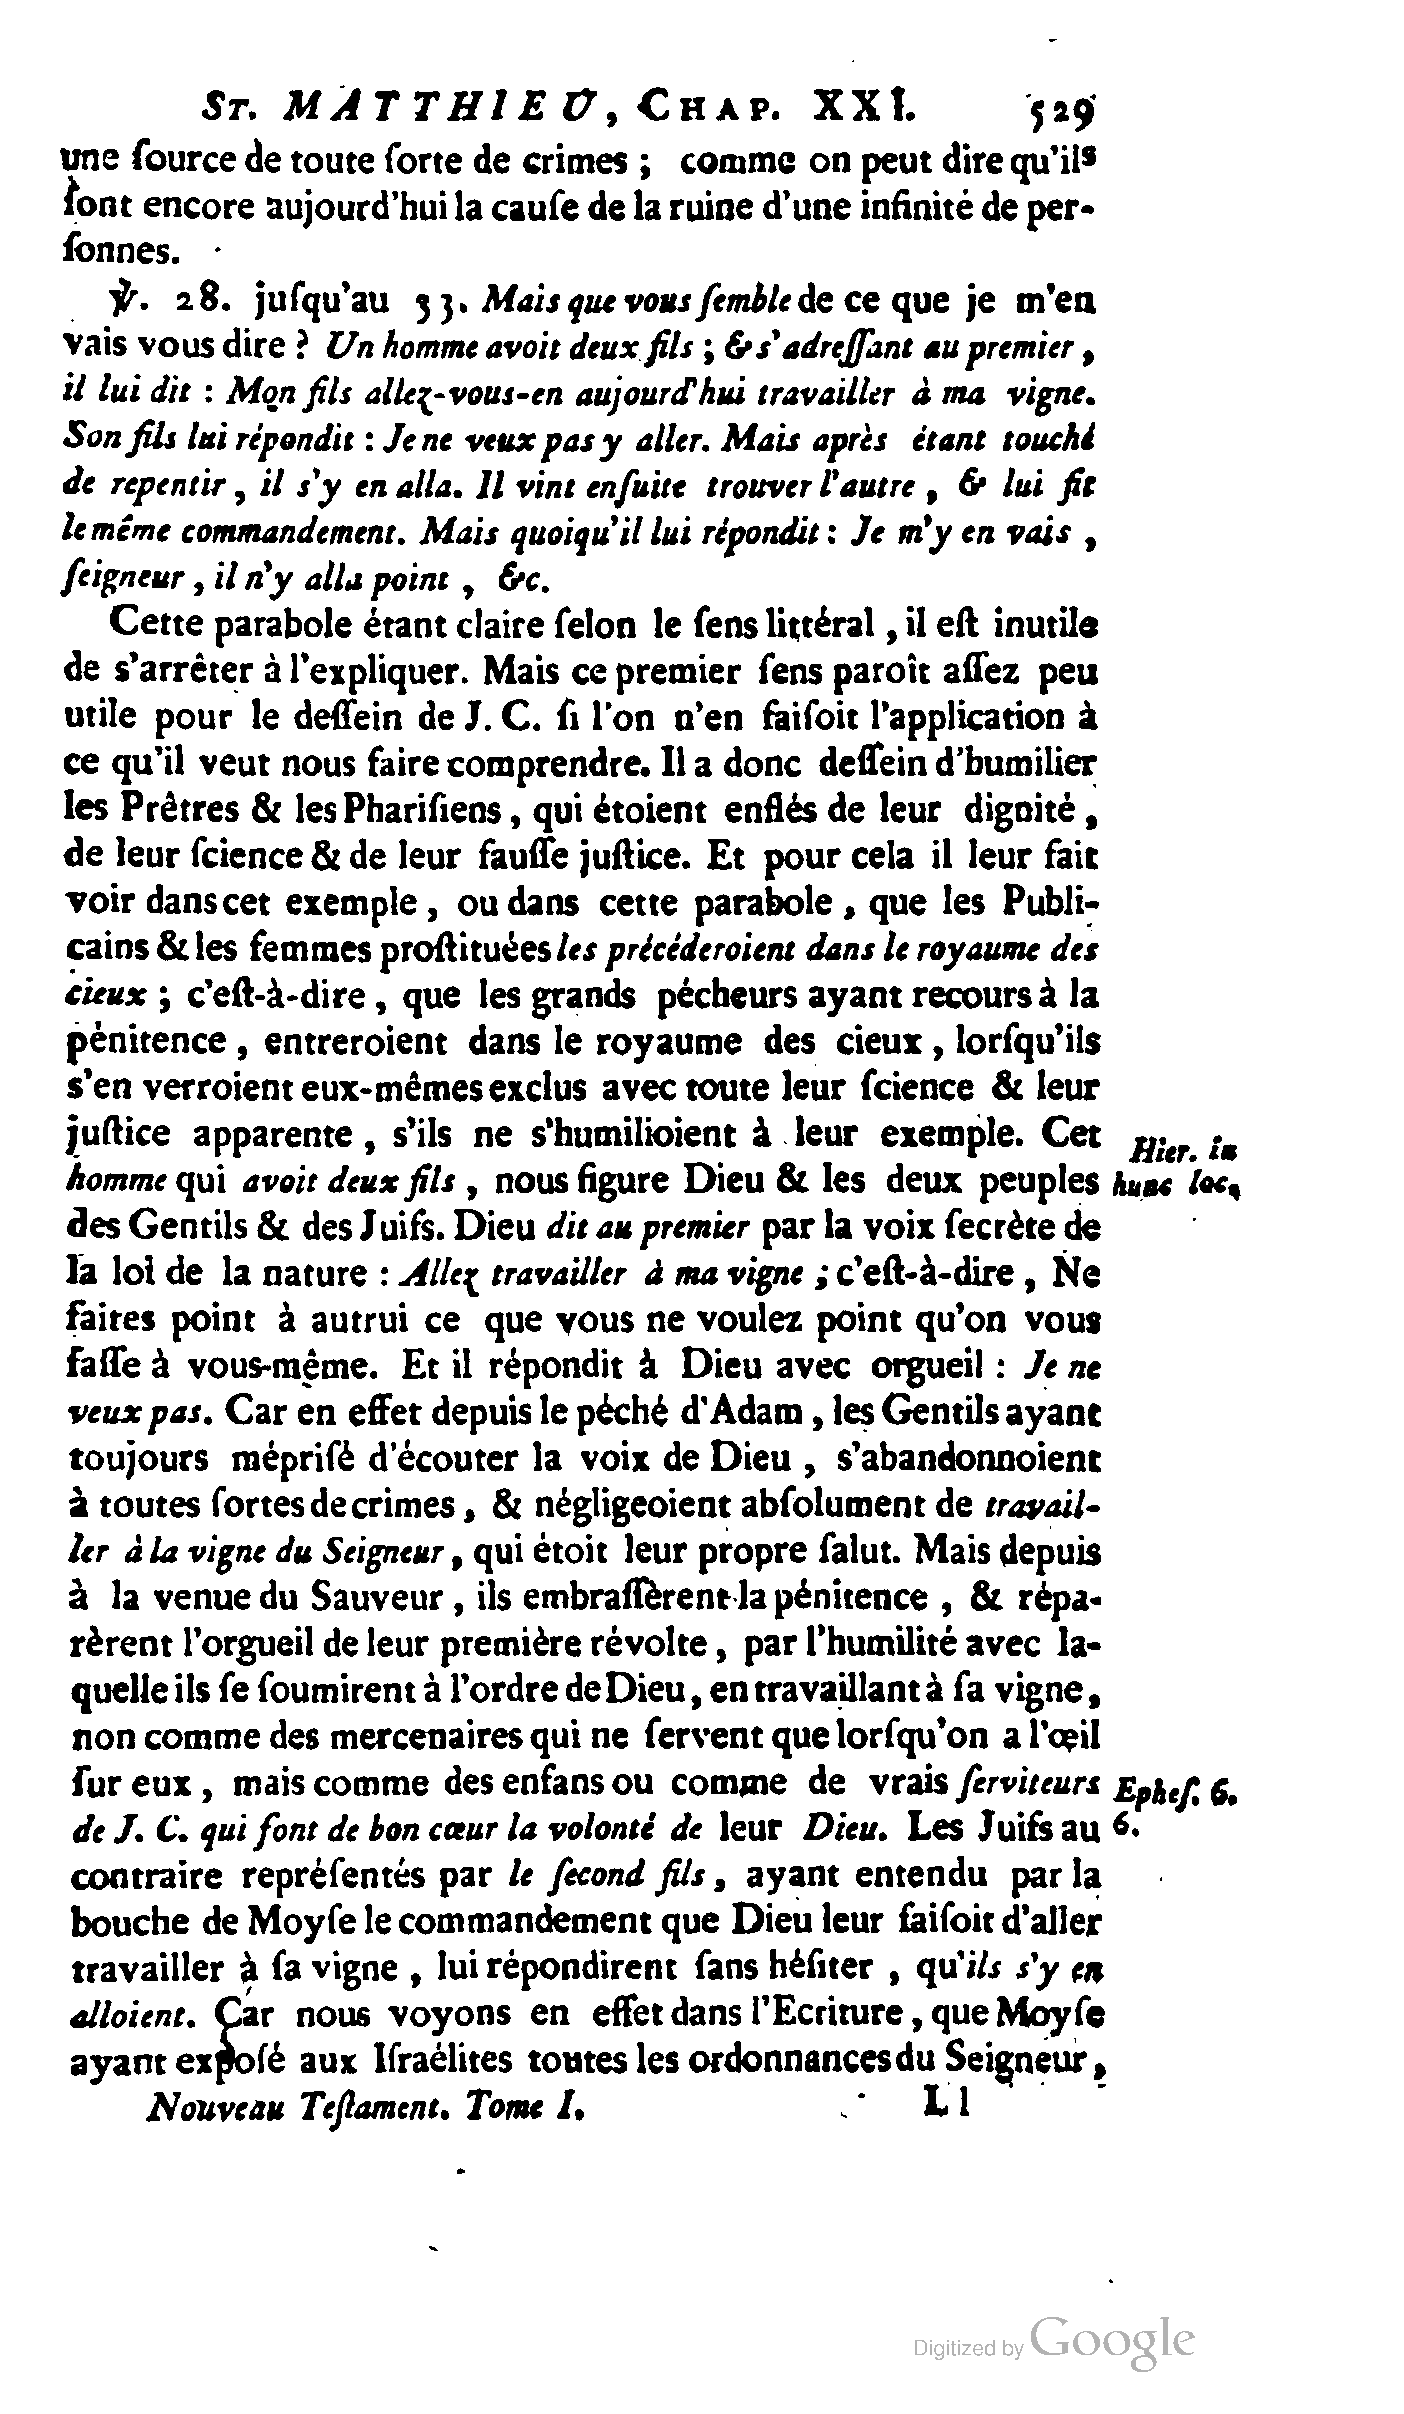 ST. MATTHIEU, CHAP. XXI. 529
une ſource de toute ſorte de crimes ; comme on peut dire qu'ils
ſont encore aujourd'hui la cauſe de la ruine d'une infinité de per-
ſonnes.
℣. 28. juſqu'au 33. Mais que vous ſemble de ce que je m'en
vais vous dire ? Un homme avoit deux fils ; & s'adreſſant au premier,
il lui dit : Mon fils allez-vous-en aujourd'hui travailler à ma vigne.
Son fils lui répondit : Je ne veux pas y aller. Mais après étant touché
de repentir, il s'y en alla. Il vint enſuite trouver l'autre, & lui fit
le même commandement. Mais quoiqu'il lui répondit : Je m'y en vais,
ſeigneur, il n'y alla point, &c.
Cette parabole étant claire ſelon le ſens littéral, il eſt inutile
de s'arrêter à l'expliquer. Mais ce premier ſens paroît aſſez peu
utile pour le deſſein de J. C. ſi l'on n'en faiſoit l'application à
ce qu'il veut nous faire comprendre. Il a donc deſſein d'humilier
les Prêtres & les Phariſiens, qui étoient enflés de leur dignité,
de leur ſcience & de leur fauſſe juſtice. Et pour cela il leur fait
voir dans cet exemple, ou dans cette parabole, que les Publi-
cains & les femmes proſtituées les précéderoient dans le royaume des
cieux ; c'eſt-à-dire, que les grands pécheurs ayant recours à la
pénitence, entreroient dans le royaume des cieux, lorſqu'ils
s'en verroient eux-mêmes exclus avec toute leur ſcience & leur
juſtice apparente, s'ils ne s'humilioient à leur exemple. Cet
homme qui avoit deux fils, nous figure Dieu & les deux peuples
Hier. in
hunc loc.
des Gentils & des Juifs. Dieu dit au premier par la voix ſecrète de
la loi de la nature : Allez travailler à ma vigne ; c'eſt-à-dire, Ne
faites point à autrui ce que vous ne voulez point qu'on vous
faſſe à vous-même. Et il répondit à Dieu avec orgueil : Je ne
veux pas. Car en effet depuis le péché d'Adam, les Gentils ayant
toujours mépriſé d'écouter la voix de Dieu, s'abandonnoient
à toutes ſortes de crimes, & négligeoient abſolument de travail-
ler à la vigne du Seigneur, qui étoit leur propre ſalut. Mais depuis
à la venue du Sauveur, ils embraſſèrent la pénitence, & répa-
rèrent l'orgueil de leur première révolte, par l'humilité avec la-
quelle ils ſe ſoumirent à l'ordre de Dieu, en travaillant à ſa vigne,
non comme des mercenaires qui ne ſervent que lorſqu'on a l'œil
ſur eux, mais comme des enfans ou comme de vrais ſerviteurs
de J. C. qui font de bon cœur la volonté de leur Dieu. Les Juifs au
Epheſ. 6.
6.
contraire repréſentés par le ſecond fils, ayant entendu par la
bouche de Moyſe le commandement que Dieu leur faiſoit d'aller
travailler à ſa vigne, lui répondirent ſans héſiter, qu'ils s'y en
alloient. Car nous voyons en effet dans l'Ecriture, que Moyſe
ayant expoſé aux Iſraélites toutes les ordonnances du Seigneur,
Nouveau Teſtament. Tome I. Ll
Digitized by Google